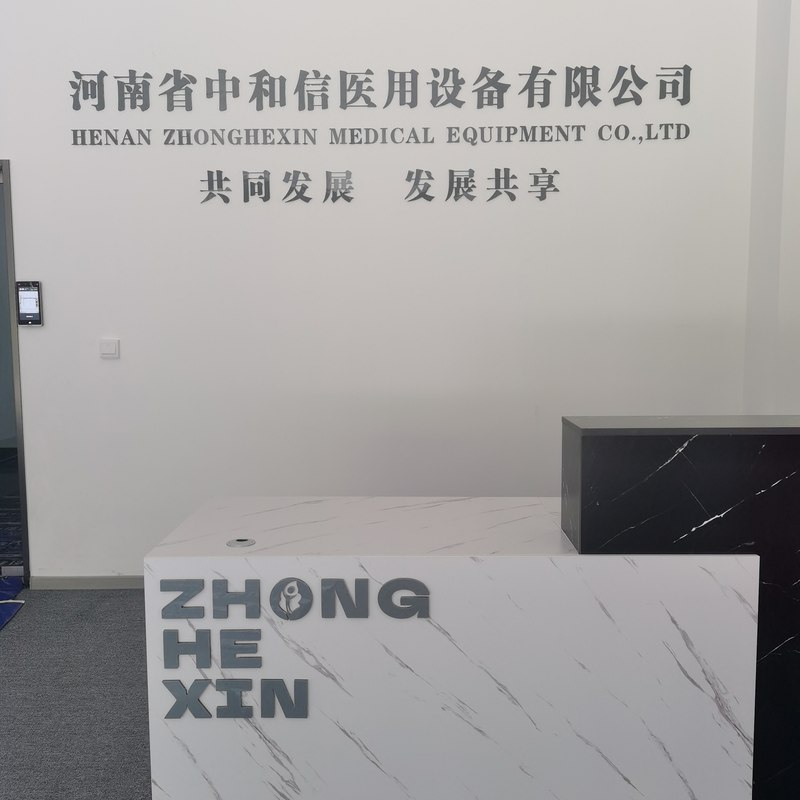 河南省中和信医用设备有限公司
HENAN ZHONGHEXIN MEDICAL EQUIPMENT CO.,LTD
共同发展 发展共享
ZHONG
HE
XIN